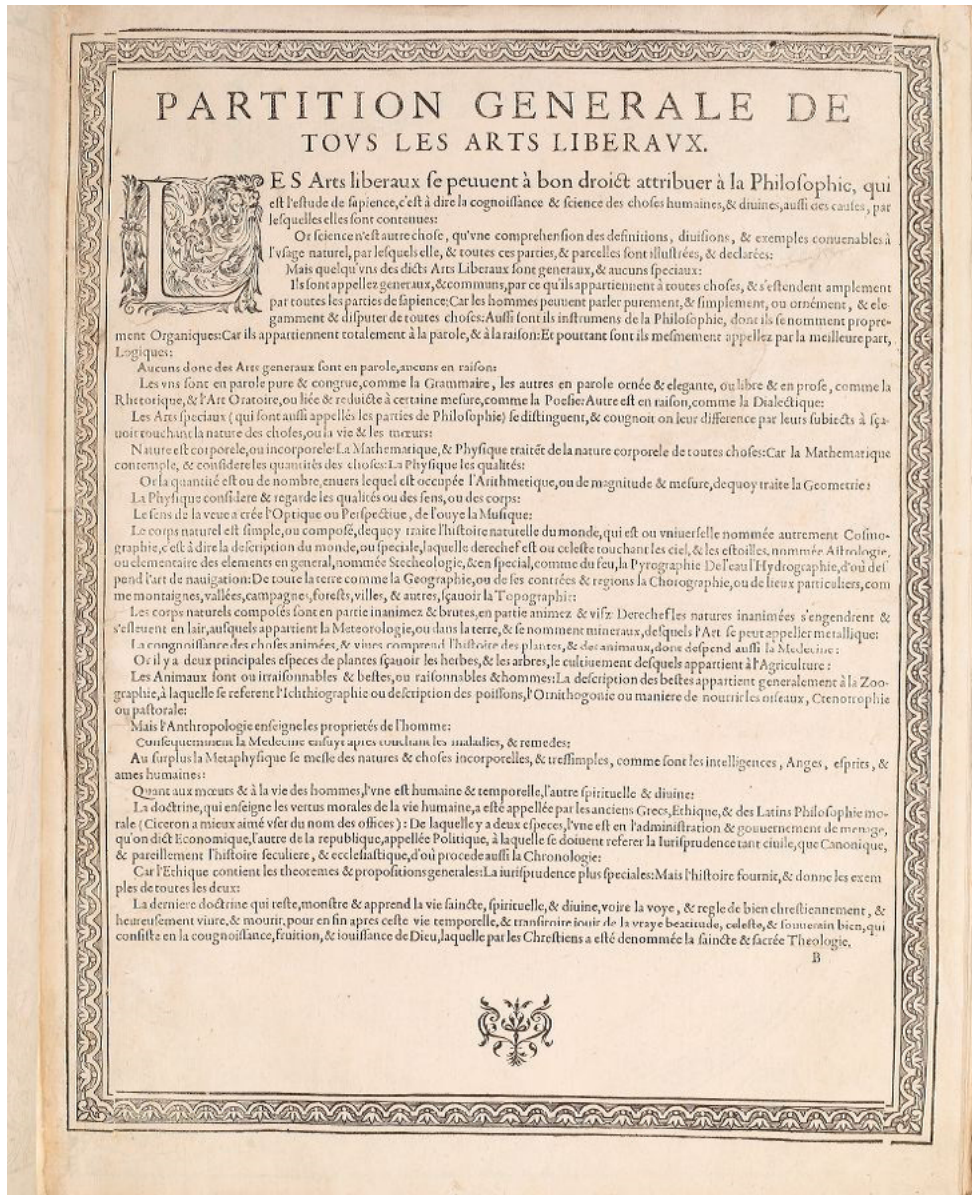 PARTITION GENERALE DE
TOVS LES ARTS LIBERAVX.
LES Arts liberaux se peuuent à bon droict attribuer à la Philosophie, qui
est l'estude de sapience, c'est à dire la cognoissance & science des choses humaines, & diuines, aussi des causes, par
lesquelles elles sont contenues:
Or science n'est autre chose, qu'vne comprehension des definitions, diuisions, & exemples conuenables à
l'vsage naturel, par lesquels elle, & toutes ces parties, & parcelles sont illustrées, & declarées:
Mais quelqu'vns des dicts Arts Liberaux sont generaux, & aucuns speciaux:
Ils sont appellez generaux, & communs, par ce qu'ils appartiennent à toutes choses, & s'estendent amplement
par toutes les parties de sapience: Car les hommes peuuent parler purement, & simplement, ou ornément, & ele-
gamment & disputer de toutes choses: Aussi sont ils instrumens de la Philosophie, dont ils se nomment propre-
ment Organiques: Car ils appartiennent totalement à la parole, & à la raison: Et pourtant sont ils mesmement appellez par la meilleure part,
Logiques:
Aucuns donc des Arts generaux sont en parole, aucuns en raison:
Les vns sont en parole pure & congrue, comme la Grammaire, les autres en parole ornée & elegante, ou libre & en prose, comme la
Rhetorique, & l'Art Oratoire, ou liée & reduicte à certaine mesure, comme la Poesie: Autre est en raison, comme la Dialectique:
Les Arts speciaux (qui sont aussi appellés les parties de Philosophie) se distinguent, & cougnoit on leur difference par leurs subiects à sça-
uoir touchant la nature des choses, ou la vie & les mœurs:
Nature est corporele, ou incorporele: La Mathematique, & Physique traitẽt de la nature corporele de toutes choses: Car la Mathematique
contemple, & considere les quantités des choses: La Physique les qualités:
Or la quantité est ou de nombre, enuers lequel est occupée l'Arithmetique, ou de magnitude & mesure, dequoy traite la Geometrie:
La Physique considere & regarde les qualités ou des sens, ou des corps:
Le sens de la veue a crée l'Optique ou Perspectiue, de l'ouye la Musique:
Le corps naturel est simple, ou composé, dequoy traite l'histoire naturelle du monde, qui est ou vniuerselle nommée autrement Cosmo-
graphie, c'est à dire la description du monde, ou speciale, laquelle derechef est ou celeste touchant les ciel, & les estoilles, nommée Astrologie,
ou elementaire des elements en general, nommée Stecheologie, & en special, comme du feu, la Pyrographie De l'eau l'Hydrographie, d'où des
pend l'art de nauigation: De toute la terre comme la Geographie, ou de ses contrées & regions la Chorographie, ou de lieux particuliers, com
me montaignes, vallées, campagnes, forests, villes, & autres, sçauoir la Topographie:
Les corps naturels composés sont en partie inanimez & brutes, en partie animez & vifz: Derechef les natures inanimées s'engendrent &
s'esleuent en lair, ausquels appartient la Meteorologie, ou dans la terre, & se nomment mineraux, desquels l'Art se peut appeller metallique:
La congnoissance des choses animées, & viues comprend l'histoire des plantes, & des animaux, dont despend aussi la Medecine:
Or il y a deux principales especes de plantes sçauoir les herbes, & les arbres, le cultiuement desquels appartient à l'Agriculture:
Les Animaux sont ou irraisonnables & bestes, ou raisonnables & hommes: La description des bestes appartient generalement à la Zoo-
graphie, à laquelle se referent l'Ichthiographie ou description des poissons, l'Ornithogonie ou maniere de nourrir les oiseaux, Ctenotrophie
ou pastorale:
Mais l'Anthropologie enseigne les proprietés de l'homme:
Consequemment la Medecine ensuyt apres touchant les maladies, & remedes:
Au surplus la Metaphysique se mesle des natures & choses incorporelles, & tressimples, comme sont les intelligences, Anges, esprits, &
ames humaines:
Quant aux mœurs & à la vie des hommes, l'vne est humaine & temporelle, l'autre spirituelle & diuine:
La doctrine, qui enseigne les vertus morales de la vie humaine, a esté appellée par les anciens Grecs, Ethique, & des Latins Philosophie mo-
rale (Ciceron a mieux aimé vser du nom des offices): De laquelle y a deux especes, l'vne est en l'administration & gouuernement de menage,
qu'on dict Economique, l'autre de la republique, appellée Politique, à laquelle se doiuent referer la Iurisprudence tant ciuile, que Canonique,
& pareillement l'histoire seculiere, & ecclesiastique, d'où procede aussi la Chronologie:
Car l'Ethique contient les theoremes & propositions generales: La iurisprudence plus speciales: Mais l'histoire fournit, & donne les exem
ples de toutes les deux:
La derniere doctrine qui reste, monstre & apprend la vie saincte, spirituelle, & diuine, voire la voye, & regle de bien chrestiennement, &
heureusement viure, & mourir, pour en fin apres ceste vie temporelle, & transitoire iouir de la vraye beatitude, celeste, & souuerain bien, qui
consiste en la cougnoissance, fruition, & iouissance de Dieu, laquelle par les Chrestiens a esté denommée la saincte & sacrée Theologie.
B